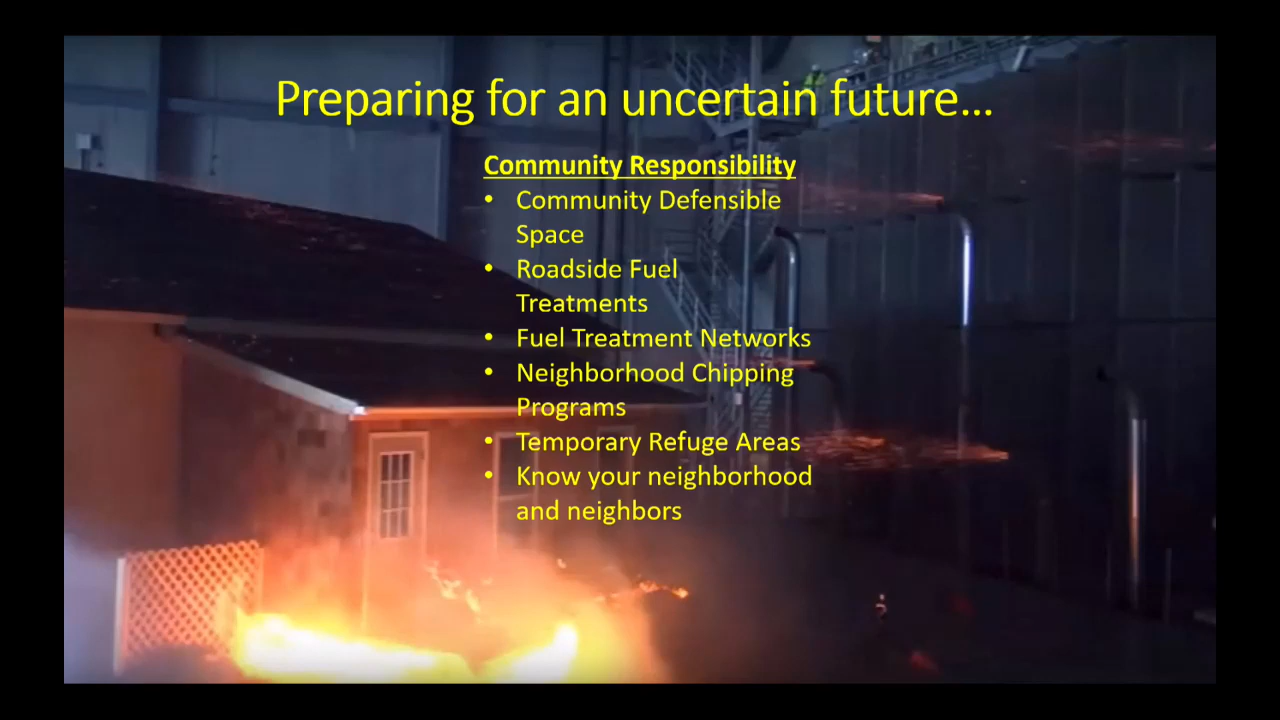 Preparing for an uncertain future...
Community Responsibility
• Community Defensible
Space
• Roadside Fuel
Treatments
• Fuel Treatment Networks
• Neighborhood Chipping
Programs
• Temporary Refuge Areas
• Know your neighborhood
and neighbors